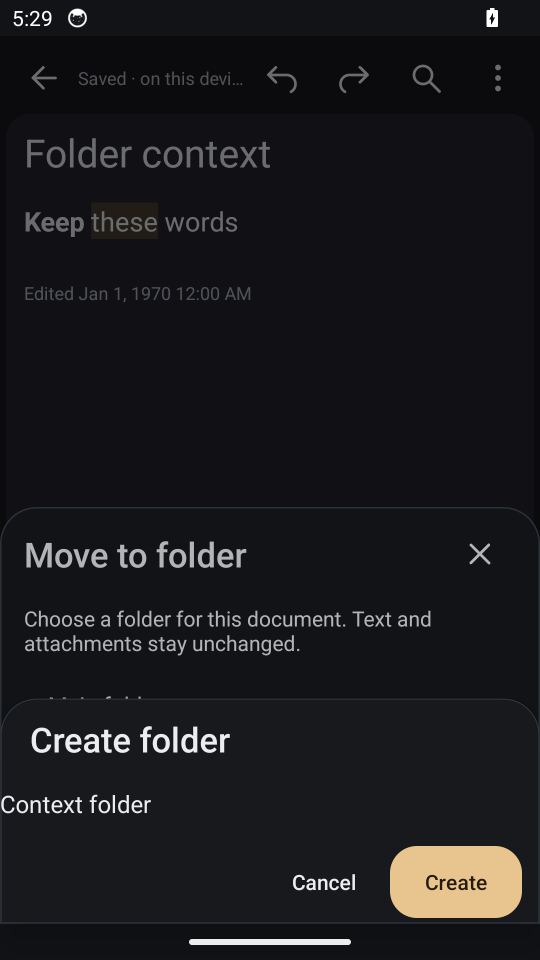 5:29
Saved · on this devi…
Folder context
Keep these words
Edited Jan 1, 1970 12:00 AM
Move to folder
Choose a folder for this document. Text and
attachments stay unchanged.
Create folder
Context folder
Cancel
Create